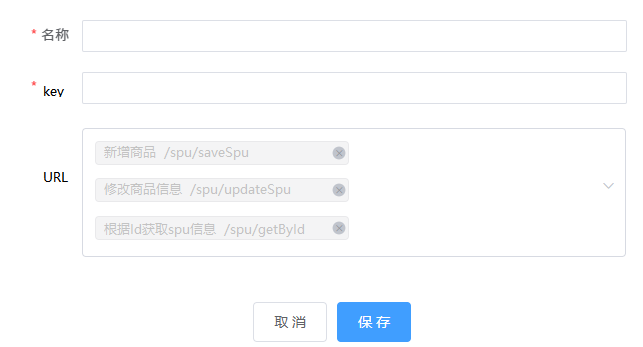 * 名称
* key
URL
新增商品 /spu/saveSpu
修改商品信息 /spu/updateSpu
根据Id获取spu信息 /spu/getById
取 消 保 存